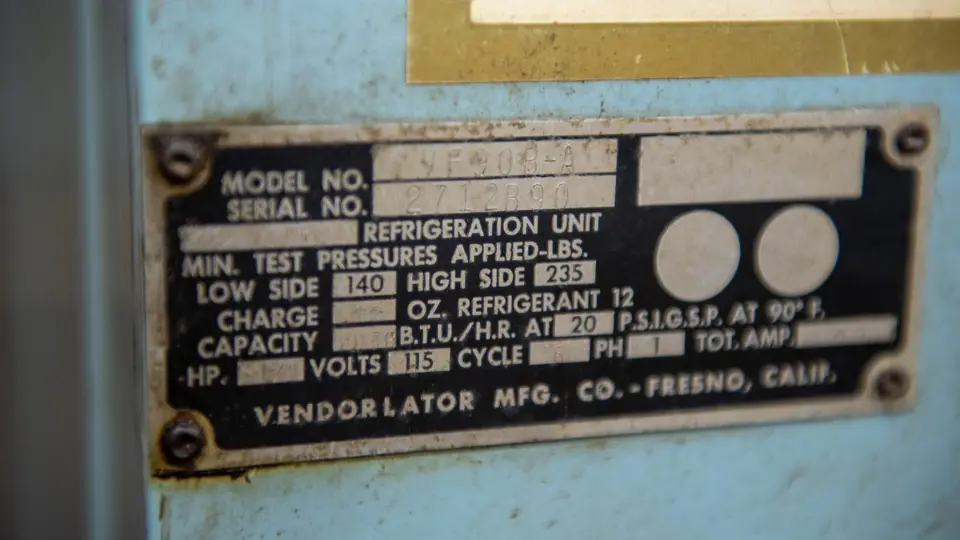 MODEL NO. VF90B-A
SERIAL NO. 2712B90
REFRIGERATION UNIT
MIN. TEST PRESSURES APPLIED-LBS.
LOW SIDE 140 HIGH SIDE 235
CHARGE OZ. REFRIGERANT 12
CAPACITY B.T.U./H.R. AT 20 P.S.I.G.S.P. AT 90° F.
HP. VOLTS 115 CYCLE PH 1 TOT. AMP.
VENDORLATOR MFG. CO. - FRESNO, CALIF.